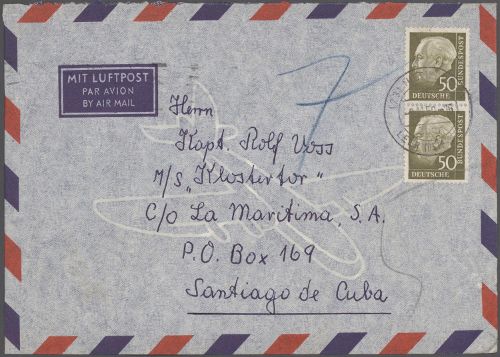 MIT LUFTPOST
PAR AVION
BY AIR MAIL
50
DEUTSCHE
BUNDESPOST
50
DEUTSCHE
BUNDESPOST
7
Herrn
Kapt. Rolf Voss
M/S „Klostertor“
C/o La Maritima, S.A.
P.O. Box 169
Santiago de Cuba